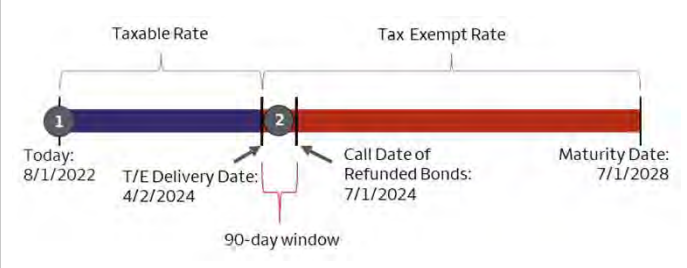 Taxable Rate
Tax Exempt Rate
1
2
Today:
8/1/2022
T/E Delivery Date:
4/2/2024
Call Date of
Refunded Bonds:
7/1/2024
Maturity Date:
7/1/2028
90-day window